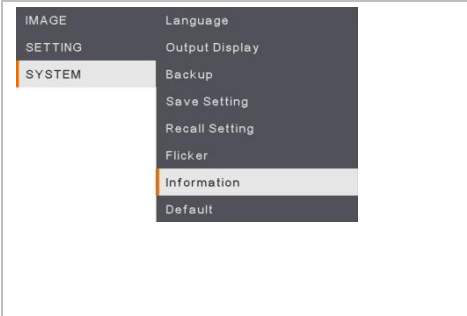 IMAGE
SETTING
SYSTEM
Language
Output Display
Backup
Save Setting
Recall Setting
Flicker
Information
Default